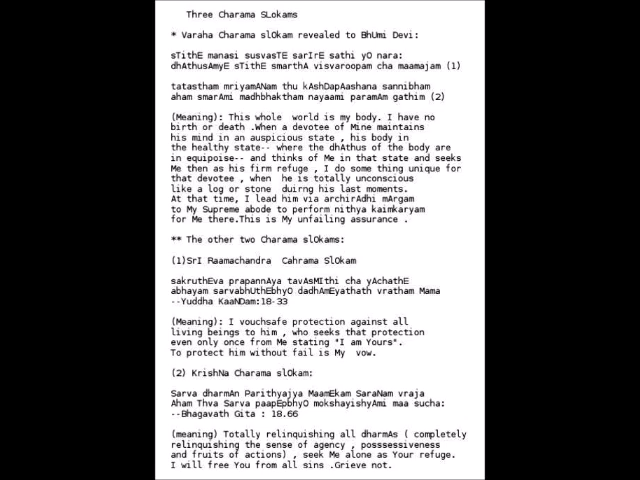 Three Charama SLokams
* Varaha Charama slOkam revealed to BhUmi Devi:
sTithE manasi susvasTE sarIrE sathi yO nara:
dhAthusAmyE sTithE smarthA visvaroopam cha maamajam (1)
tatastham mriyamANam thu kAshDapAashana sannibham
aham smarAmi madhbhaktham nayaami paramAm gathim (2)
(Meaning): This whole world is my body. I have no
birth or death .When a devotee of Mine maintains
his mind in an auspicious state , his body in
the healthy state-- where the dhAthus of the body are
in equipoise-- and thinks of Me in that state and seeks
Me then as his firm refuge , I do some thing unique for
that devotee , when he is totally unconscious
like a log or stone duirng his last moments.
At that time, I lead him via archirAdhi mArgam
to My Supreme abode to perform nithya kaimkaryam
for Me there.This is My unfailing assurance .
** The other two Charama slOkams:
(1)SrI Raamachandra Cahrama SlOkam
sakruthEva prapannAya tavAsMIthi cha yAchathE
abhayam sarvabhUthEbhyO dadhAmEyathath vratham Mama
--Yuddha KaaNDam:18-33
(Meaning): I vouchsafe protection against all
living beings to him , who seeks that protection
even only once from Me stating "I am Yours".
To protect him without fail is My vow.
(2) KrishNa Charama slOkam:
Sarva dharmAn Parithyajya MaamEkam SaraNam vraja
Aham Thva Sarva paapEpbhyO mokshayishyAmi maa sucha:
--Bhagavath Gita : 18.66
(meaning) Totally relinquishing all dharmAs ( completely
relinquishing the sense of agency , posssessiveness
and fruits of actions) , seek Me alone as Your refuge.
I will free You from all sins .Grieve not.